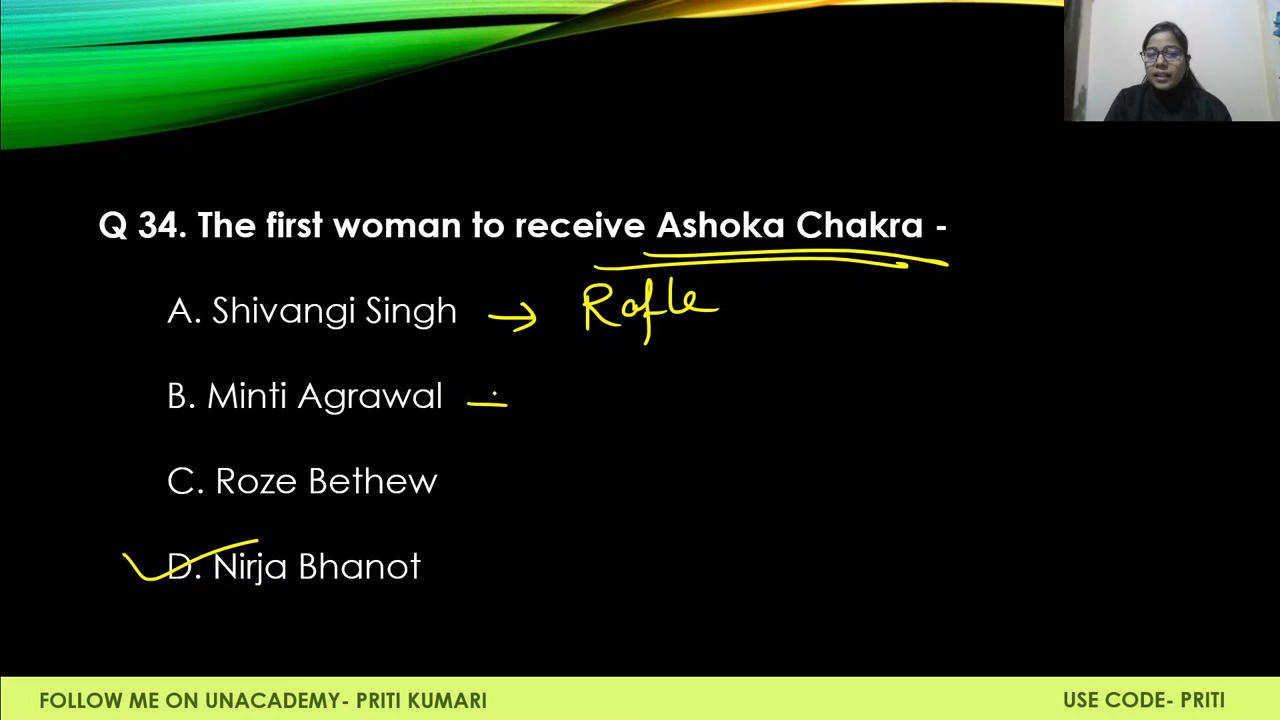 Q 34. The first woman to receive Ashoka Chakra -
A. Shivangi Singh → Rafle
B. Minti Agrawal
C. Roze Bethew
D. Nirja Bhanot
FOLLOW ME ON UNACADEMY- PRITI KUMARI
USE CODE- PRITI